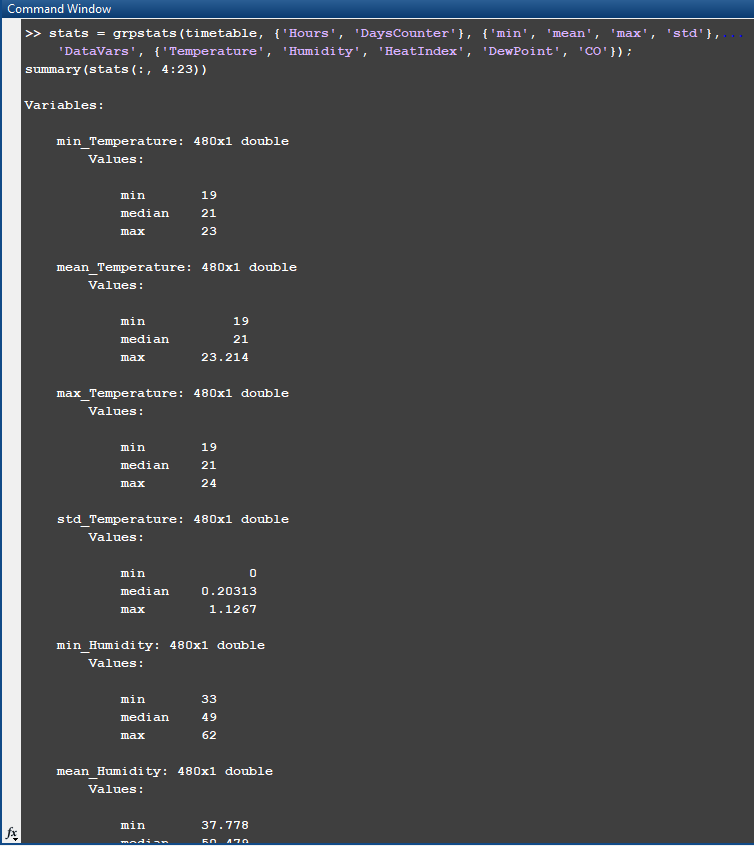 Command Window
>> stats = grpstats(timetable, {'Hours', 'DaysCounter'}, {'min', 'mean', 'max', 'std'},...
'DataVars', {'Temperature', 'Humidity', 'HeatIndex', 'DewPoint', 'CO'});
summary(stats(:, 4:23))
Variables:
min_Temperature: 480x1 double
Values:
min 19
median 21
max 23
mean_Temperature: 480x1 double
Values:
min 19
median 21
max 23.214
max_Temperature: 480x1 double
Values:
min 19
median 21
max 24
std_Temperature: 480x1 double
Values:
min 0
median 0.20313
max 1.1267
min_Humidity: 480x1 double
Values:
min 33
median 49
max 62
mean_Humidity: 480x1 double
Values:
min 37.778
median 50.479
fx